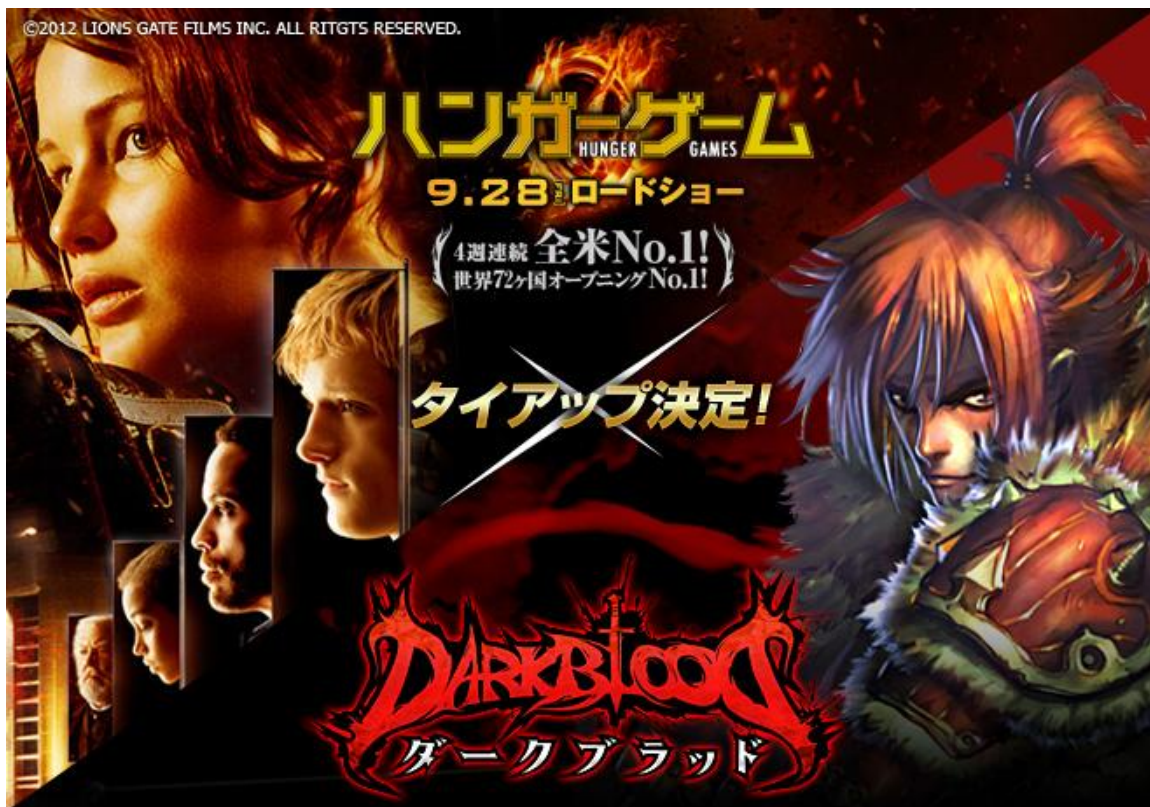 ©2012 LIONS GATE FILMS INC. ALL RITGTS RESERVED.
ハンガーゲーム
HUNGER GAMES
9.28 ロードショー
4週連続 全米No.1!
世界72ヶ国オープニングNo.1!
タイアップ決定!
DARKBLOOD
ダークブラッド